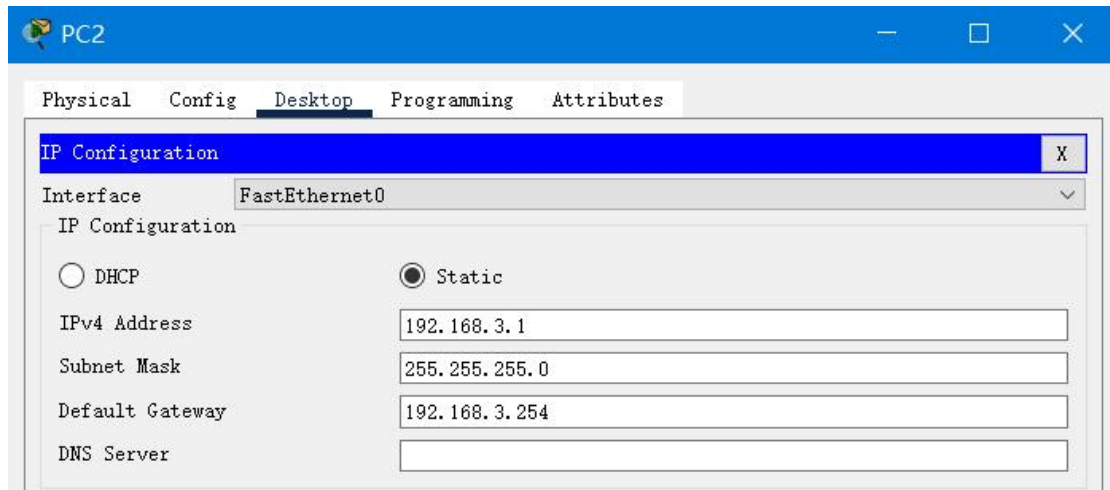 PC2
Physical Config Desktop Programming Attributes
IP Configuration X
Interface FastEthernet0
IP Configuration
DHCP Static
IPv4 Address 192.168.3.1
Subnet Mask 255.255.255.0
Default Gateway 192.168.3.254
DNS Server